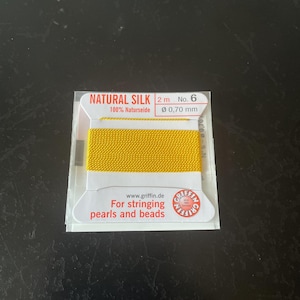 NATURAL SILK 2 m No. 6
100% Naturseide ø 0,70 mm
www.griffin.de
For stringing
pearls and beads